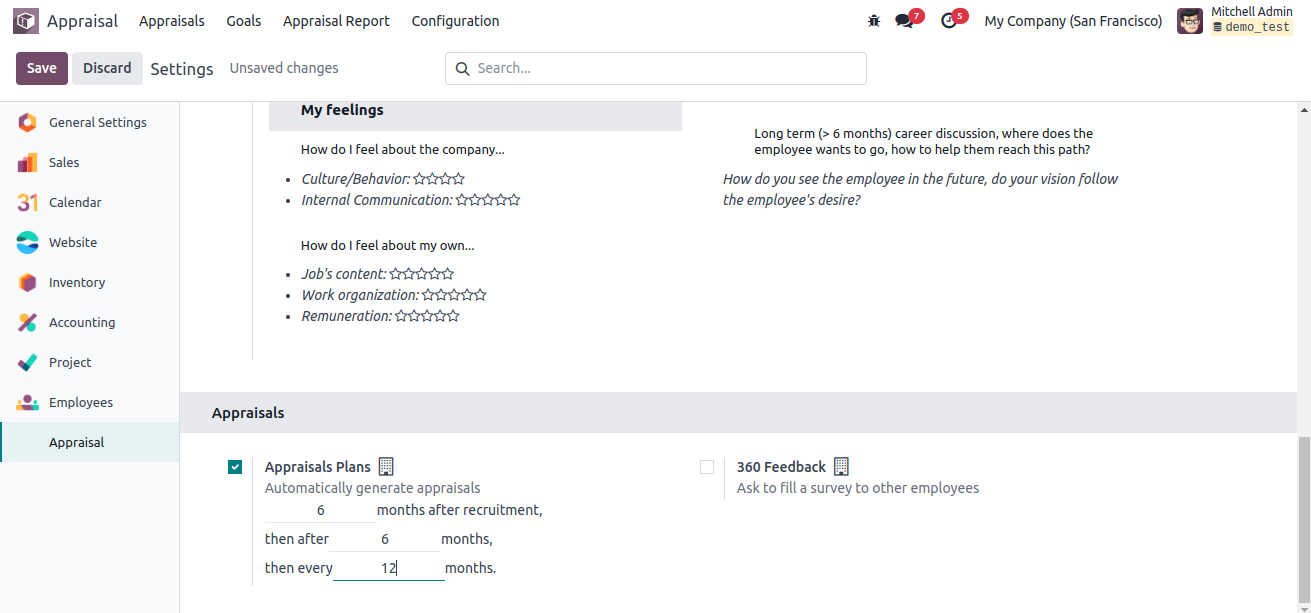 Appraisal Appraisals Goals Appraisal Report Configuration 7 5 My Company (San Francisco) Mitchell Admin
demo_test
Save Discard Settings Unsaved changes Search...
General Settings
Sales
31 Calendar
Website
Inventory
Accounting
Project
Employees
Appraisal
My feelings
How do I feel about the company...
• Culture/Behavior: ☆☆☆☆
• Internal Communication: ☆☆☆☆☆
How do I feel about my own...
• Job's content: ☆☆☆☆☆
• Work organization: ☆☆☆☆☆
• Remuneration: ☆☆☆☆☆
Long term (> 6 months) career discussion, where does the
employee wants to go, how to help them reach this path?
How do you see the employee in the future, do your vision follow
the employee's desire?
Appraisals
Appraisals Plans
Automatically generate appraisals
6 months after recruitment,
then after 6 months,
then every 12 months.
360 Feedback
Ask to fill a survey to other employees